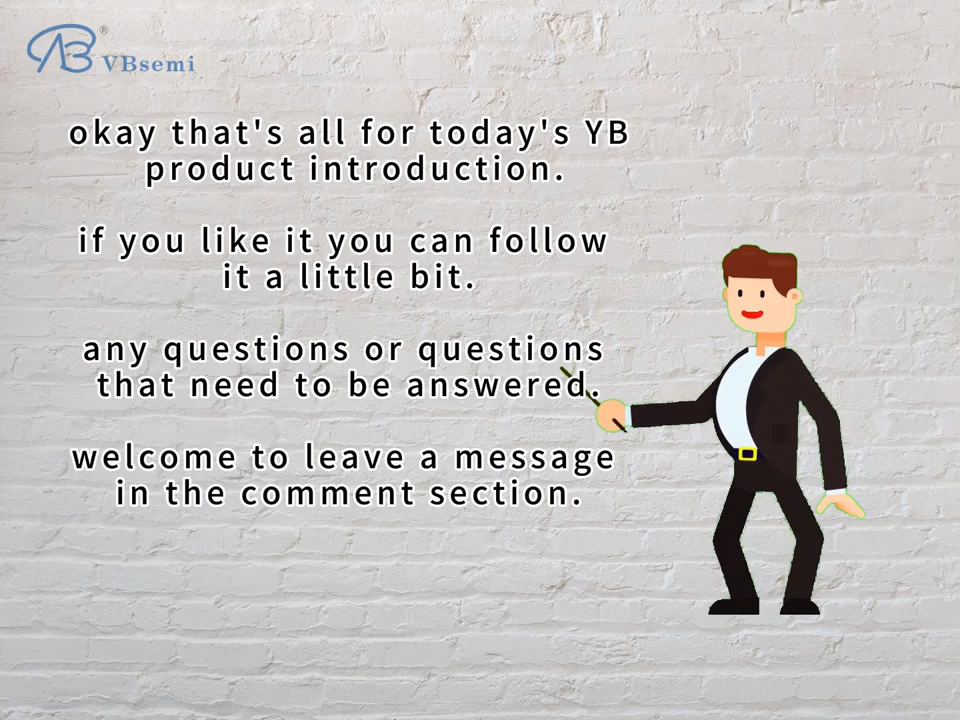 VBsemi
okay that's all for today's YB
product introduction.
if you like it you can follow
it a little bit.
any questions or questions
that need to be answered.
welcome to leave a message
in the comment section.